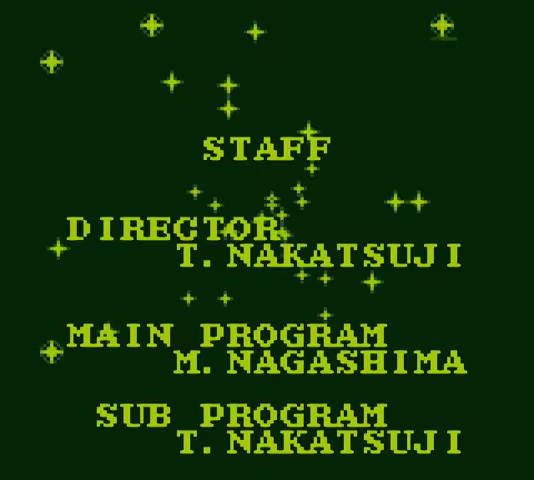 STAFF
DIRECTOR
T. NAKATSUJI
MAIN PROGRAM
M. NAGASHIMA
SUB PROGRAM
T. NAKATSUJI